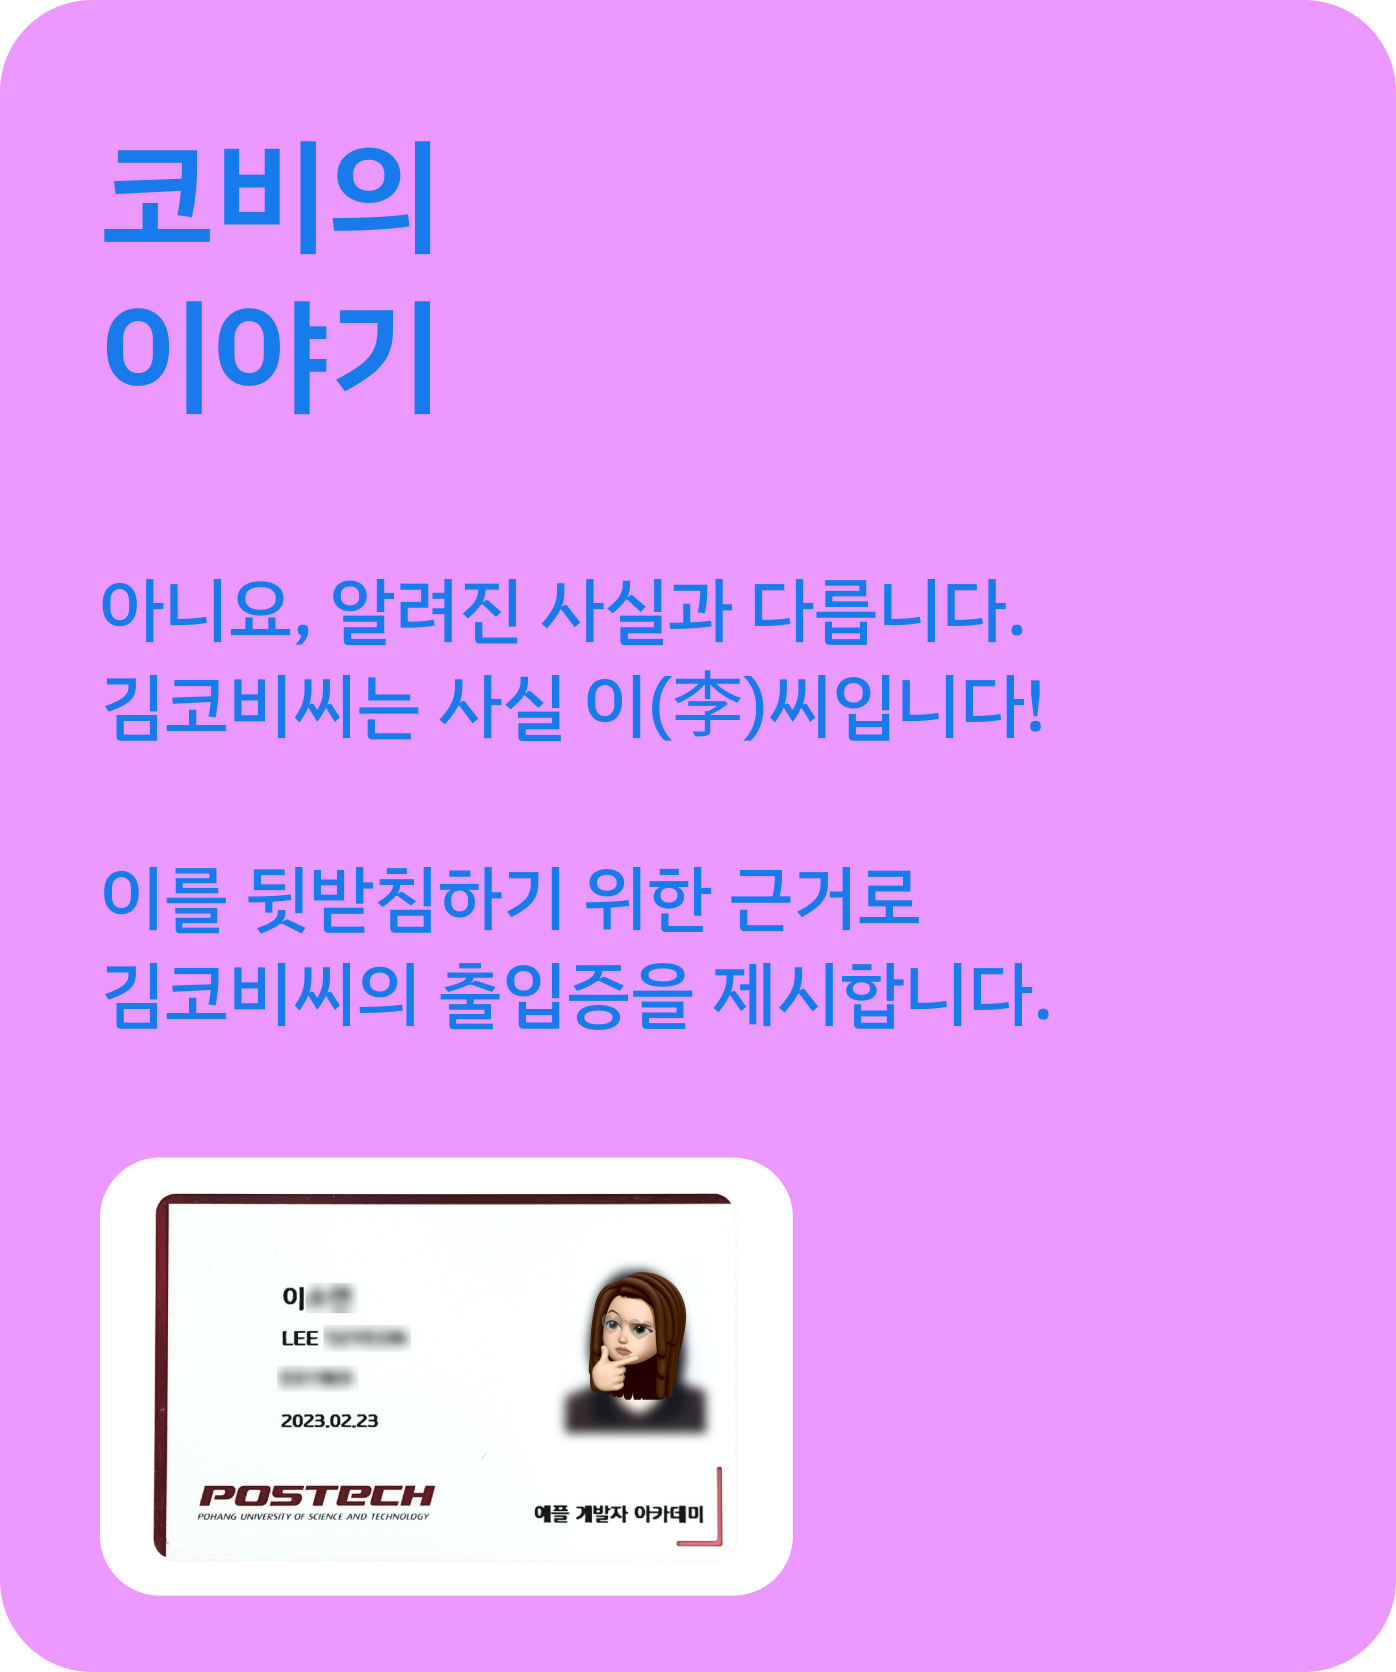 코비의
이야기
아니요, 알려진 사실과 다릅니다.
김코비씨는 사실 이(李)씨입니다!
이를 뒷받침하기 위한 근거로
김코비씨의 출입증을 제시합니다.
이
LEE
2023.02.23
POSTECH
POHANG UNIVERSITY OF SCIENCE AND TECHNOLOGY
애플 개발자 아카데미